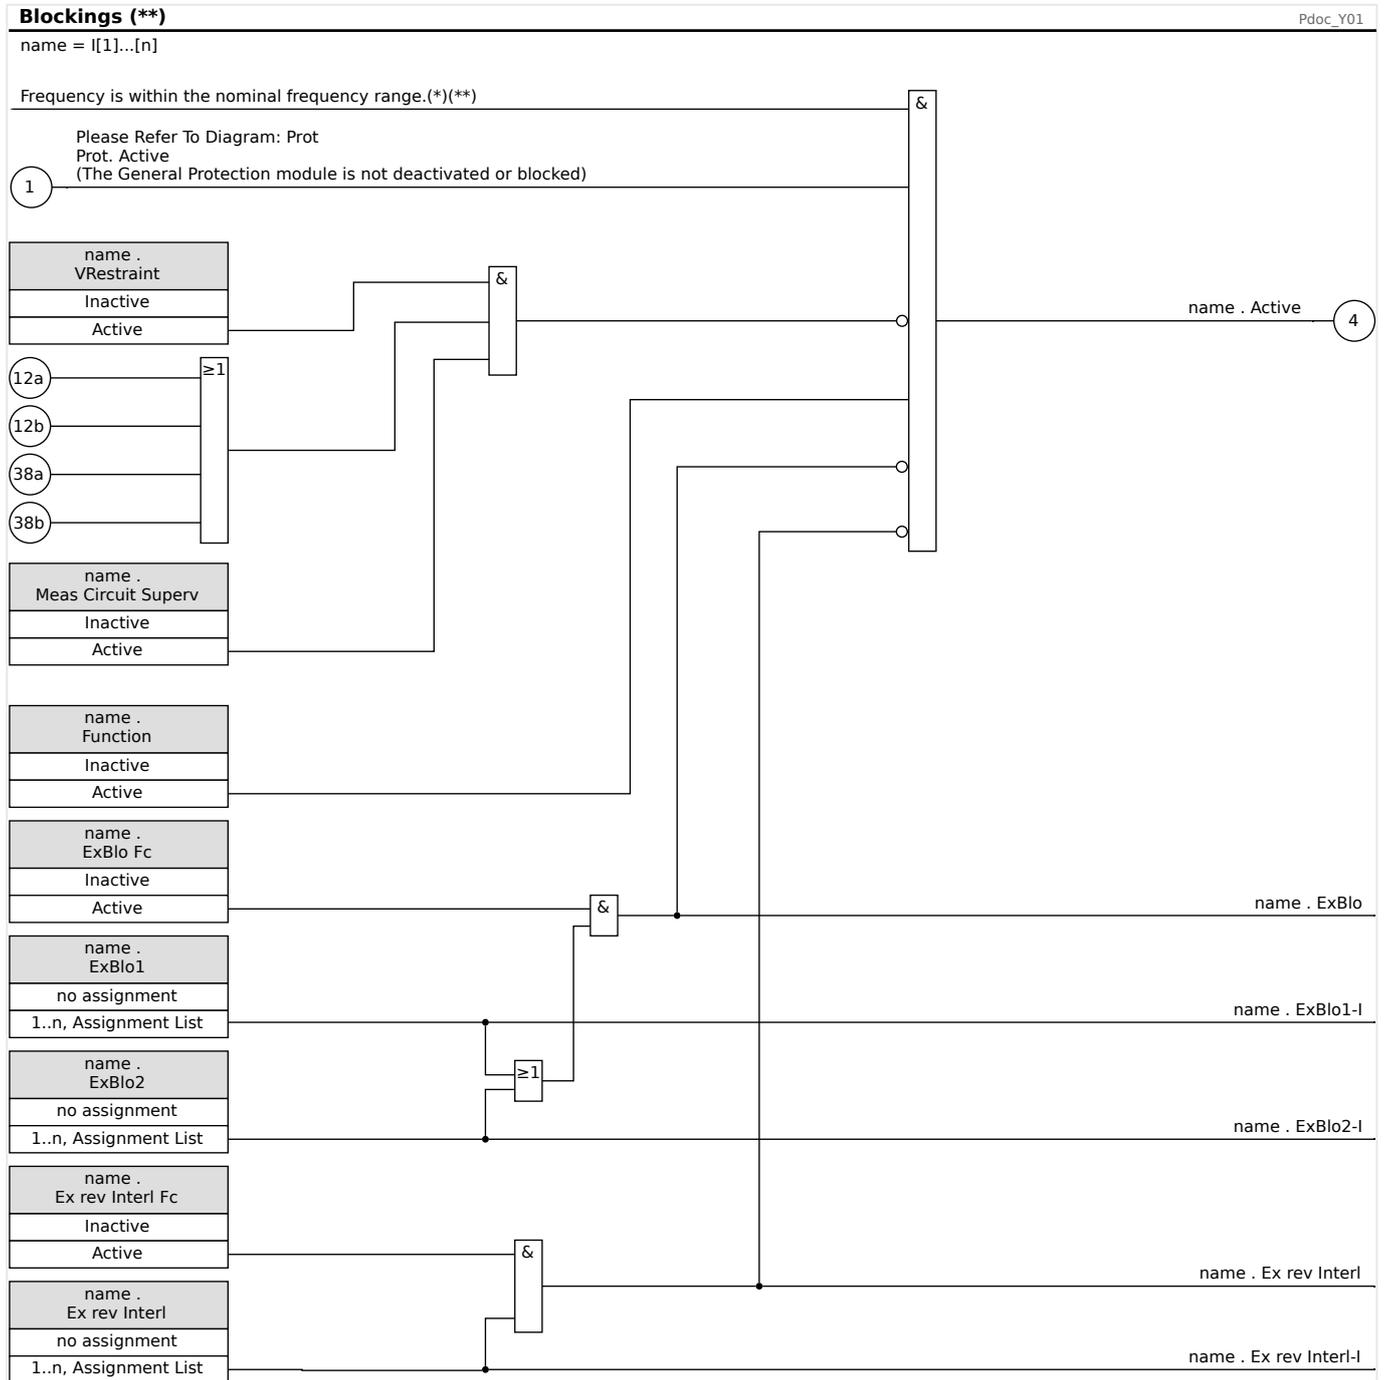 Blockings (**)
Pdoc_Y01
name = I[1]...[n]
Frequency is within the nominal frequency range.(*)(**)
&
Please Refer To Diagram: Prot
Prot. Active
(The General Protection module is not deactivated or blocked)
1
name .
VRestraint
Inactive
Active
&
name . Active
4
12a
≥1
12b
38a
38b
name .
Meas Circuit Superv
Inactive
Active
name .
Function
Inactive
Active
name .
ExBlo Fc
Inactive
Active
&
name . ExBlo
name .
ExBlo1
no assignment
1..n, Assignment List
name . ExBlo1-I
name .
ExBlo2
no assignment
1..n, Assignment List
≥1
name . ExBlo2-I
name .
Ex rev Interl Fc
Inactive
Active
&
name . Ex rev Interl
name .
Ex rev Interl
no assignment
1..n, Assignment List
name . Ex rev Interl-I